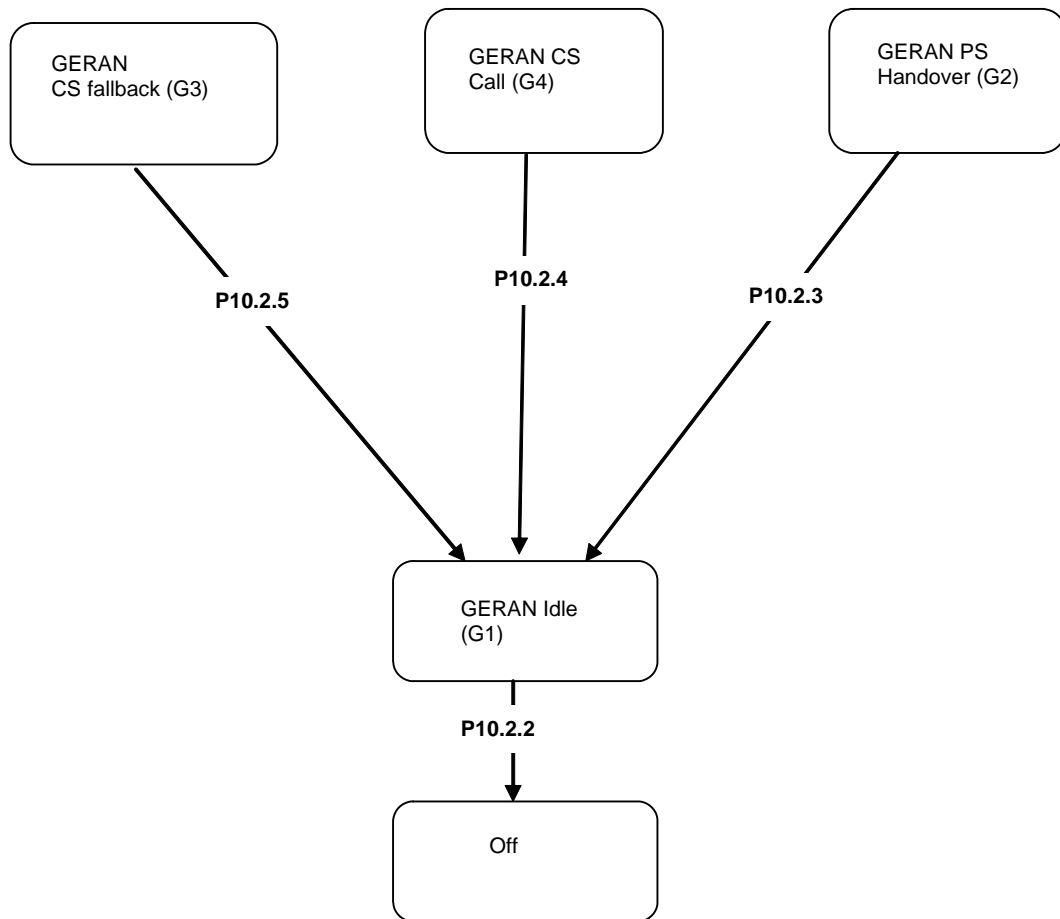 GERAN
CS fallback (G3)
GERAN CS
Call (G4)
GERAN PS
Handover (G2)
P10.2.5
P10.2.4
P10.2.3
GERAN Idle
(G1)
P10.2.2
Off